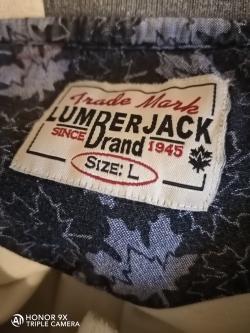 Trade Mark
LUMBERJACK
SINCE Brand 1945
SIZE: L
HONOR 9X
TRIPLE CAMERA